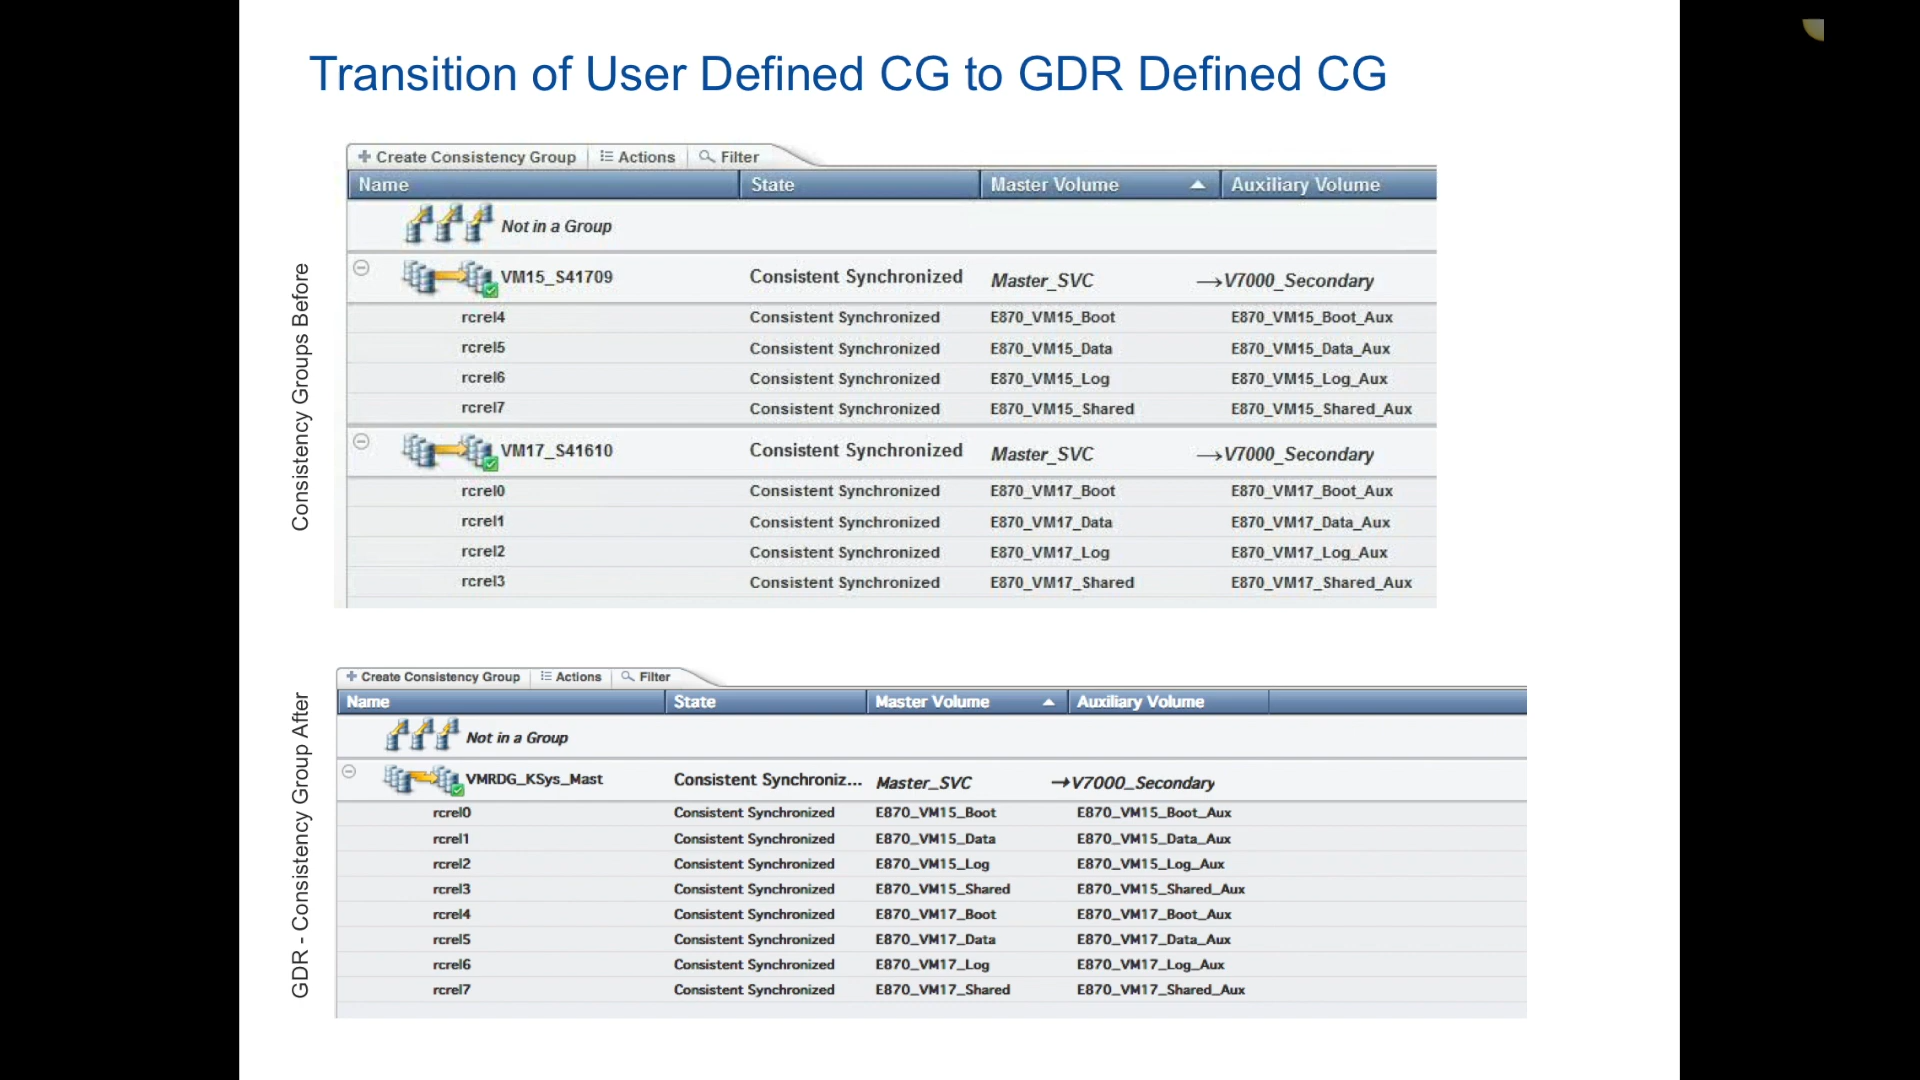 Transition of User Defined CG to GDR Defined CG
Consistency Groups Before
Create Consistency Group Actions Filter
Name State Master Volume Auxiliary Volume
Not in a Group
VM15_S41709 Consistent Synchronized Master_SVC →V7000_Secondary
rcrel4 Consistent Synchronized E870_VM15_Boot E870_VM15_Boot_Aux
rcrel5 Consistent Synchronized E870_VM15_Data E870_VM15_Data_Aux
rcrel6 Consistent Synchronized E870_VM15_Log E870_VM15_Log_Aux
rcrel7 Consistent Synchronized E870_VM15_Shared E870_VM15_Shared_Aux
VM17_S41610 Consistent Synchronized Master_SVC →V7000_Secondary
rcrel0 Consistent Synchronized E870_VM17_Boot E870_VM17_Boot_Aux
rcrel1 Consistent Synchronized E870_VM17_Data E870_VM17_Data_Aux
rcrel2 Consistent Synchronized E870_VM17_Log E870_VM17_Log_Aux
rcrel3 Consistent Synchronized E870_VM17_Shared E870_VM17_Shared_Aux
GDR - Consistency Group After
Create Consistency Group Actions Filter
Name State Master Volume Auxiliary Volume
Not in a Group
VMRDG_KSys_Mast Consistent Synchroniz... Master_SVC →V7000_Secondary
rcrel0 Consistent Synchronized E870_VM15_Boot E870_VM15_Boot_Aux
rcrel1 Consistent Synchronized E870_VM15_Data E870_VM15_Data_Aux
rcrel2 Consistent Synchronized E870_VM15_Log E870_VM15_Log_Aux
rcrel3 Consistent Synchronized E870_VM15_Shared E870_VM15_Shared_Aux
rcrel4 Consistent Synchronized E870_VM17_Boot E870_VM17_Boot_Aux
rcrel5 Consistent Synchronized E870_VM17_Data E870_VM17_Data_Aux
rcrel6 Consistent Synchronized E870_VM17_Log E870_VM17_Log_Aux
rcrel7 Consistent Synchronized E870_VM17_Shared E870_VM17_Shared_Aux